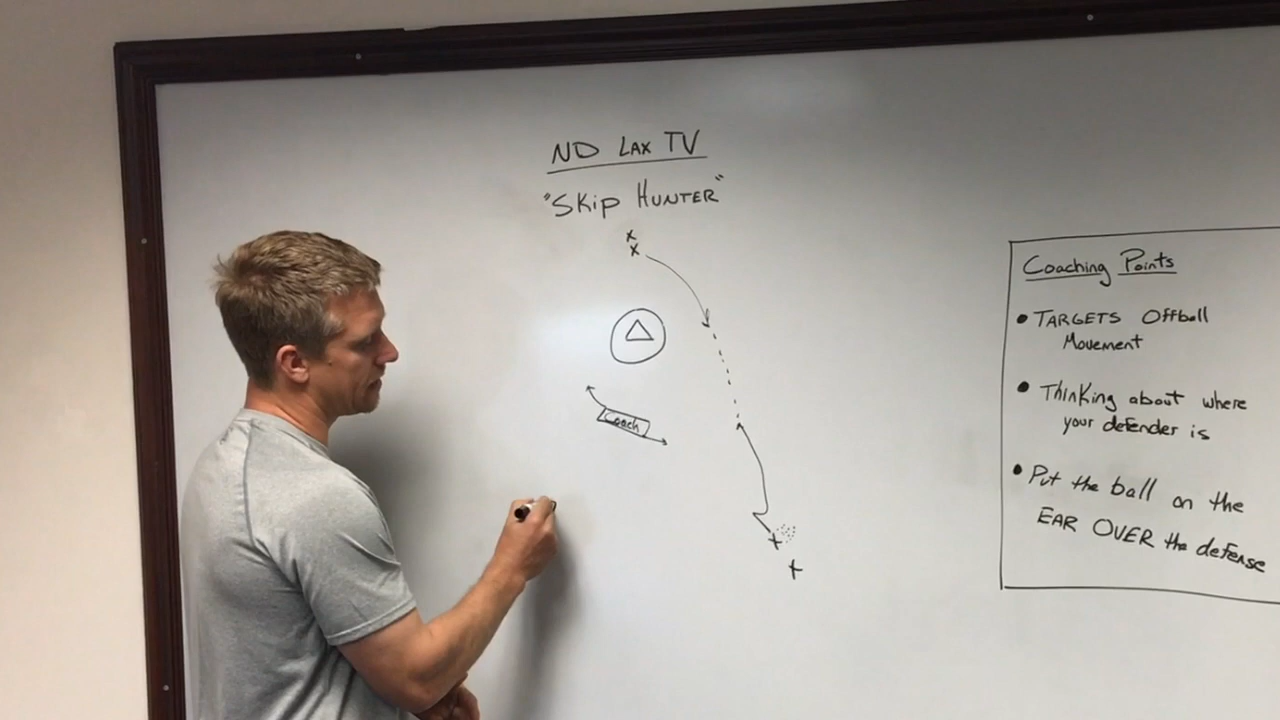 ND LAX TV
"SKip HUNTER"
x
x
Coach
x
x
Coaching Points
• TARGETS Offball
Movement
• Thinking about where
your defender is
• Put the ball on the
EAR OVER the defense